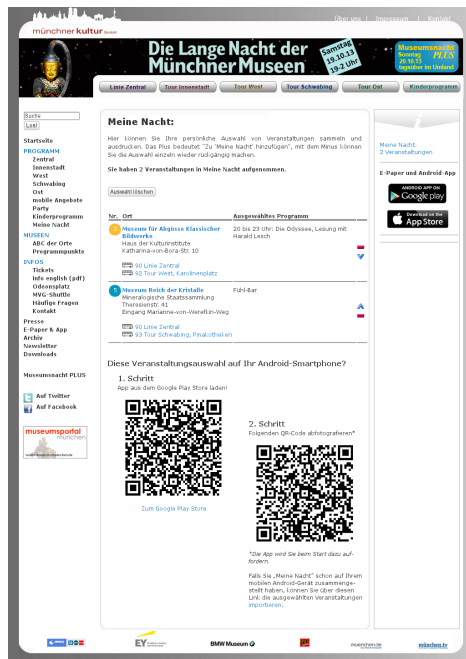 Über uns | Impressum | Kontakt
münchner kultur GmbH
Die Lange Nacht der
Münchner Museen
Samstag
19.10.13
19-2 Uhr
Museumsnacht
Sonntag PLUS
20.10.13
tagsüber im Umland
Linie Zentral
Tour Innenstadt
Tour West
Tour Schwabing
Tour Ost
Kinderprogramm
Suche
Los!
Startseite
PROGRAMM
Zentral
Innenstadt
West
Schwabing
Ost
mobile Angebote
Party
Kinderprogramm
Meine Nacht
MUSEEN
ABC der Orte
Programmpunkte
INFOS
Tickets
Info english (pdf)
Odeonsplatz
MVG-Shuttle
Häufige Fragen
Kontakt
Presse
E-Paper & App
Archiv
Newsletter
Downloads
Museumsnacht PLUS
Auf Twitter
Auf Facebook
museumsportal
münchen
Meine Nacht:
Hier können Sie Ihre persönliche Auswahl von Veranstaltungen sammeln und
ausdrucken. Das Plus bedeutet "Zu 'Meine Nacht' hinzufügen", mit dem Minus können
Sie die Auswahl einzeln wieder rückgängig machen.
Sie haben 2 Veranstaltungen in Meine Nacht aufgenommen.
Auswahl löschen
Nr. Ort Ausgewähltes Programm
Museum für Abgüsse Klassischer
Bildwerke
Haus der Kulturinstitute
Katharina-von-Bora-Str. 10
20 bis 23 Uhr: Die Odyssee, Lesung mit
Harald Lesch
90 Linie Zentral
92 Tour West, Karolinenplatz
5 Museum Reich der Kristalle
Mineralogische Staatssammlung
Theresienstr. 41
Eingang Marianne-von-Werefkin-Weg
Fühl-Bar
90 Linie Zentral
93 Tour Schwabing, Pinakotheken
Diese Veranstaltungsauswahl auf Ihr Android-Smartphone?
1. Schritt
App aus dem Google Play Store laden!
Zum Google Play Store
2. Schritt
Folgenden QR-Code abfotografieren*
*Die App wird Sie beim Start dazu auf-
fordern.
Falls Sie „Meine Nacht" schon auf Ihrem
mobilen Android-Gerät zusammenge-
stellt haben, können Sie über diesen
Link die ausgewählten Veranstaltungen
importieren.
Meine Nacht:
2 Veranstaltungen
E-Paper und Android-App
ANDROID APP ON
Google play
Download on the
App Store
EY
BMW Museum
muenchen.de
münchen.tv